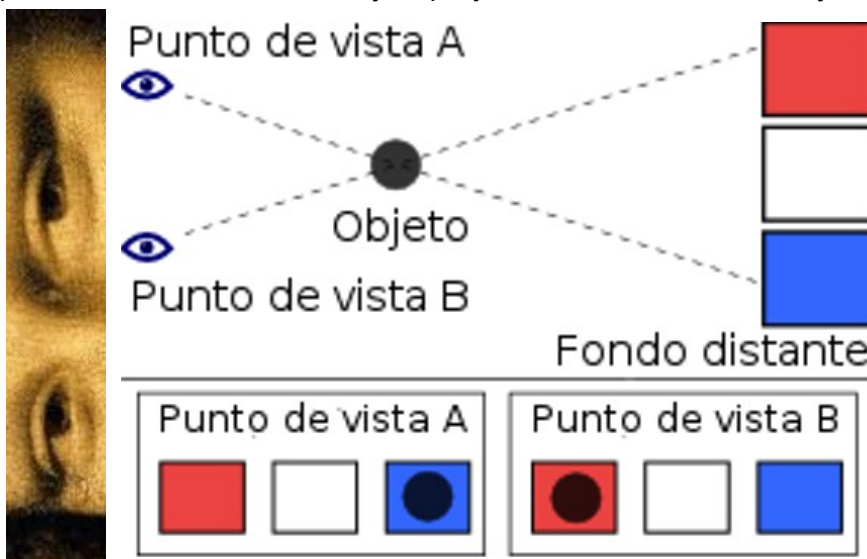 Punto de vista A
Objeto
Punto de vista B
Fondo distante
Punto de vista A
Punto de vista B